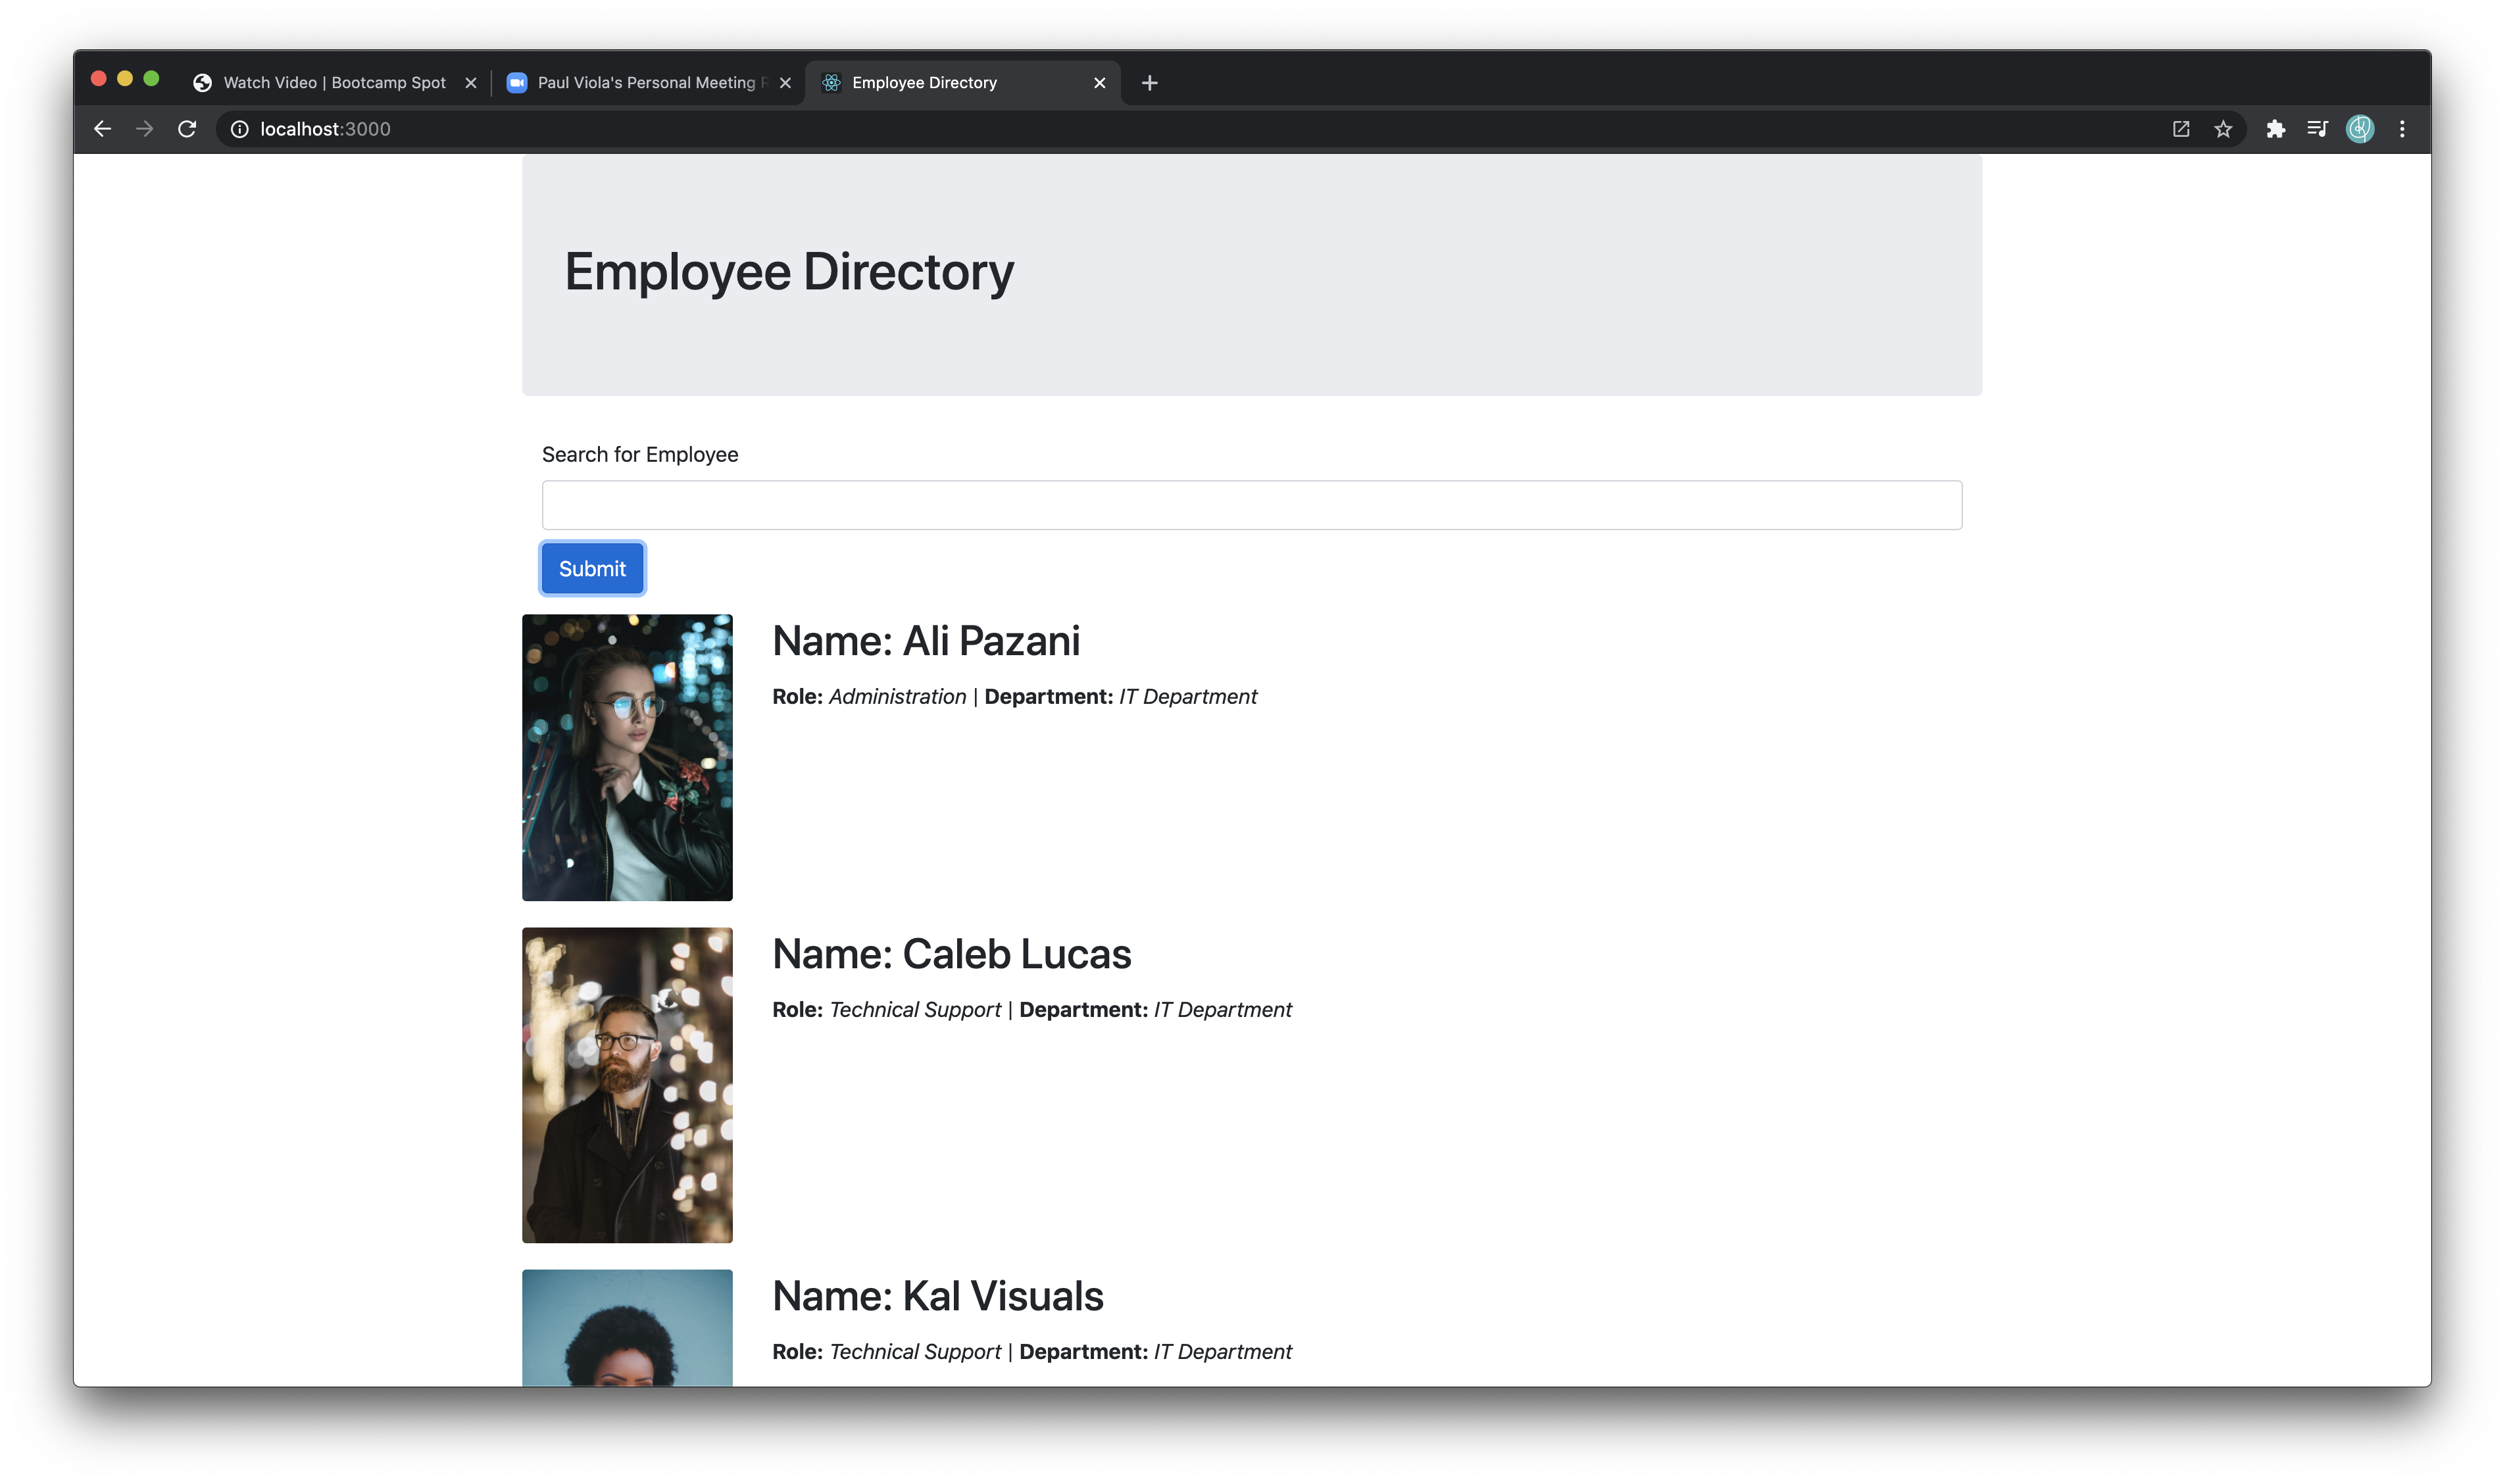 Watch Video | Bootcamp Spot
Paul Viola's Personal Meeting
Employee Directory
localhost:3000
Employee Directory
Search for Employee
Submit
Name: Ali Pazani
Role: Administration | Department: IT Department
Name: Caleb Lucas
Role: Technical Support | Department: IT Department
Name: Kal Visuals
Role: Technical Support | Department: IT Department